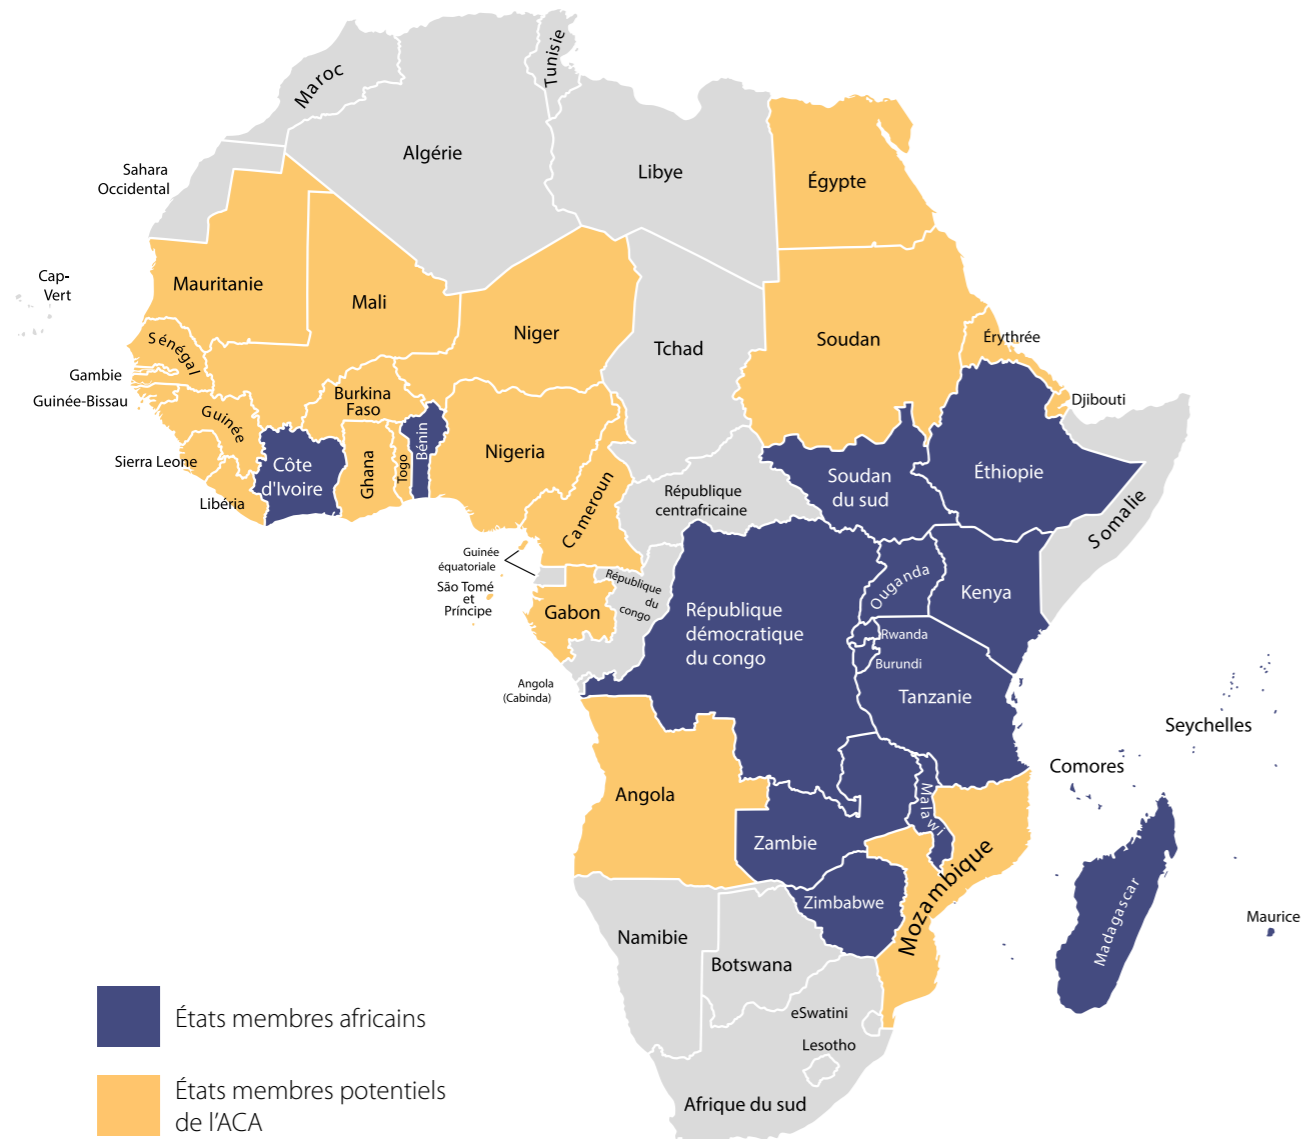 Maroc
Tunisie
Algérie
Libye
Égypte
Sahara
Occidental
Cap-
Vert
Mauritanie
Mali
Niger
Tchad
Soudan
Érythrée
Sénégal
Gambie
Guinée-Bissau
Guinée
Burkina
Faso
Djibouti
Sierra Leone
Libéria
Côte
d'Ivoire
Ghana
Togo
Bénin
Nigeria
Cameroun
République
centrafricaine
Soudan
du sud
Éthiopie
Somalie
Guinée
équatoriale
São Tomé
et
Príncipe
Gabon
République
du
congo
République
démocratique
du congo
Ouganda
Kenya
Rwanda
Burundi
Tanzanie
Angola
(Cabinda)
Seychelles
Comores
Angola
Zambie
Malawi
Mozambique
Zimbabwe
Madagascar
Maurice
Namibie
Botswana
eSwatini
Lesotho
Afrique du sud
États membres africains
États membres potentiels
de l'ACA